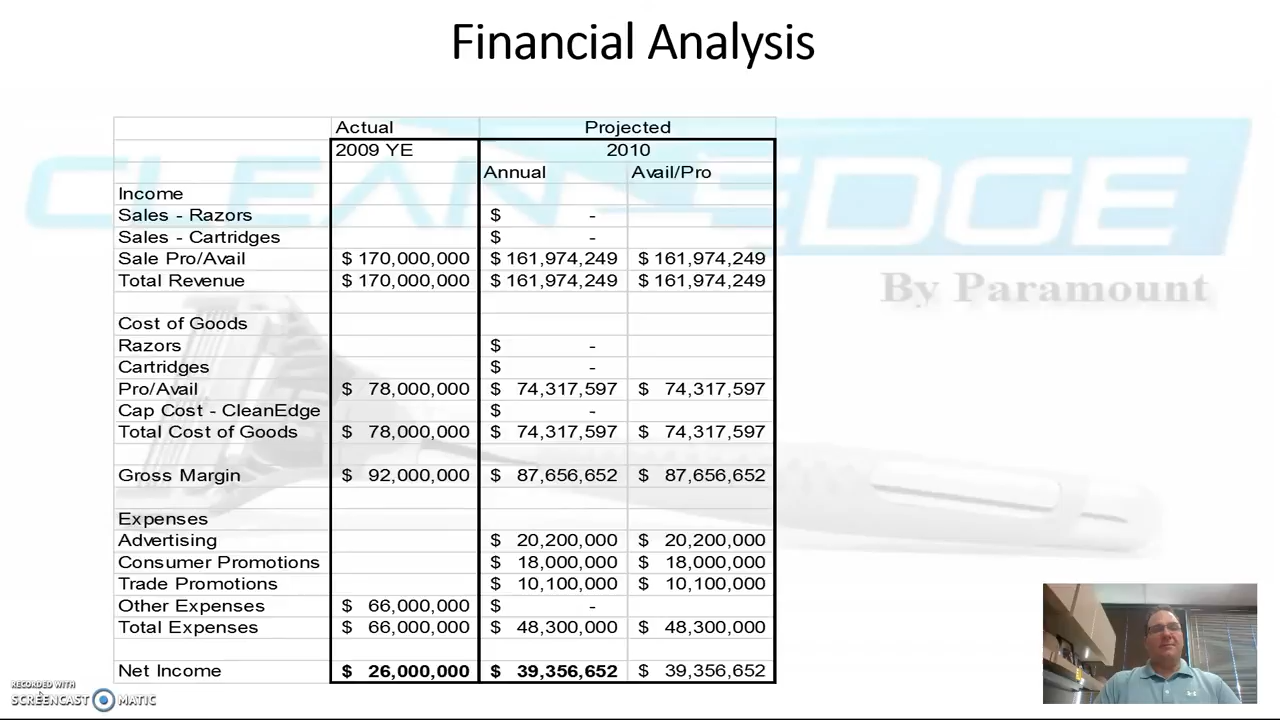 Financial Analysis
Actual Projected
2009 YE 2010
Annual Avail/Pro
Income
Sales - Razors $ -
Sales - Cartridges $ -
Sale Pro/Avail $ 170,000,000 $ 161,974,249 $ 161,974,249
Total Revenue $ 170,000,000 $ 161,974,249 $ 161,974,249
Cost of Goods
Razors $ -
Cartridges $ -
Pro/Avail $ 78,000,000 $ 74,317,597 $ 74,317,597
Cap Cost - CleanEdge $ -
Total Cost of Goods $ 78,000,000 $ 74,317,597 $ 74,317,597
Gross Margin $ 92,000,000 $ 87,656,652 $ 87,656,652
Expenses
Advertising $ 20,200,000 $ 20,200,000
Consumer Promotions $ 18,000,000 $ 18,000,000
Trade Promotions $ 10,100,000 $ 10,100,000
Other Expenses $ 66,000,000 $ -
Total Expenses $ 66,000,000 $ 48,300,000 $ 48,300,000
Net Income $ 26,000,000 $ 39,356,652 $ 39,356,652
CLEAN EDGE
By Paramount
RECORDED WITH
SCREENCAST MATIC